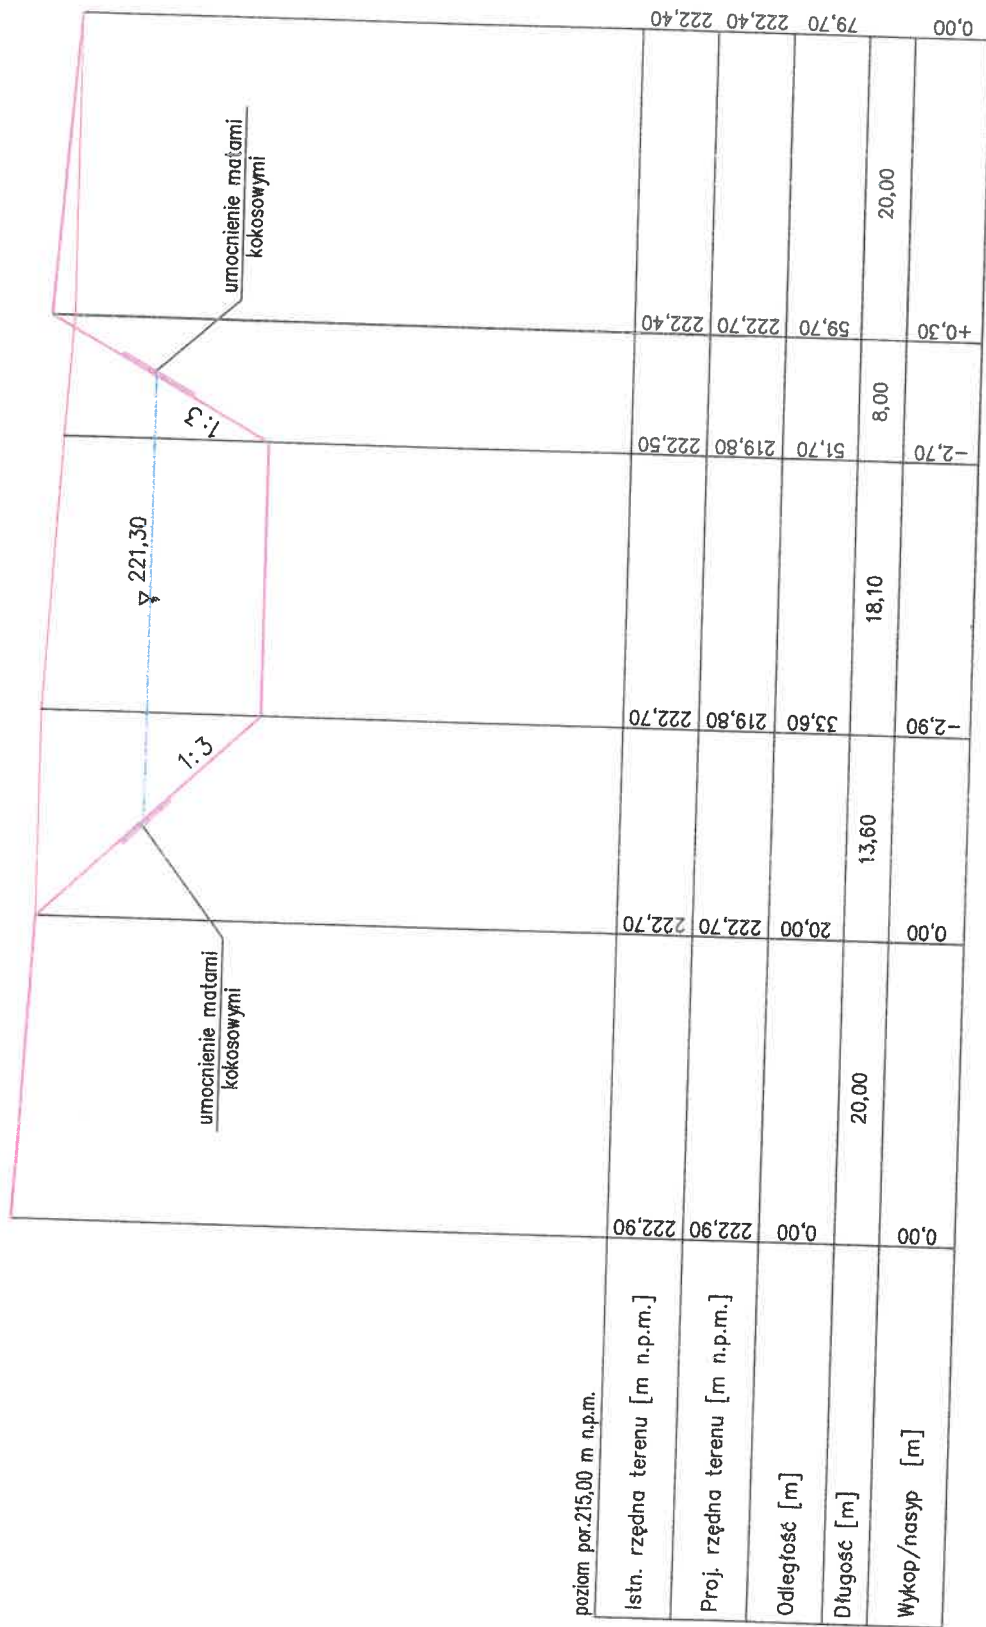 umocnienie matami
kokosowymi
1:3
221,30
1:3
umocnienie matami
kokosowymi
poziom por.215,00 m n.p.m.
Istn. rzędna terenu [m n.p.m.] 222,90 222,70 222,70 222,50 222,40 222,40
Proj. rzędna terenu [m n.p.m.] 222,90 222,70 219,80 219,80 222,70 222,40
Odległość [m] 0,00 20,00 33,60 51,70 59,70 79,70
Długość [m] 20,00 13,60 18,10 8,00 20,00
Wykop/nasyp [m] 0,00 0,00 -2,90 -2,70 +0,30 0,00